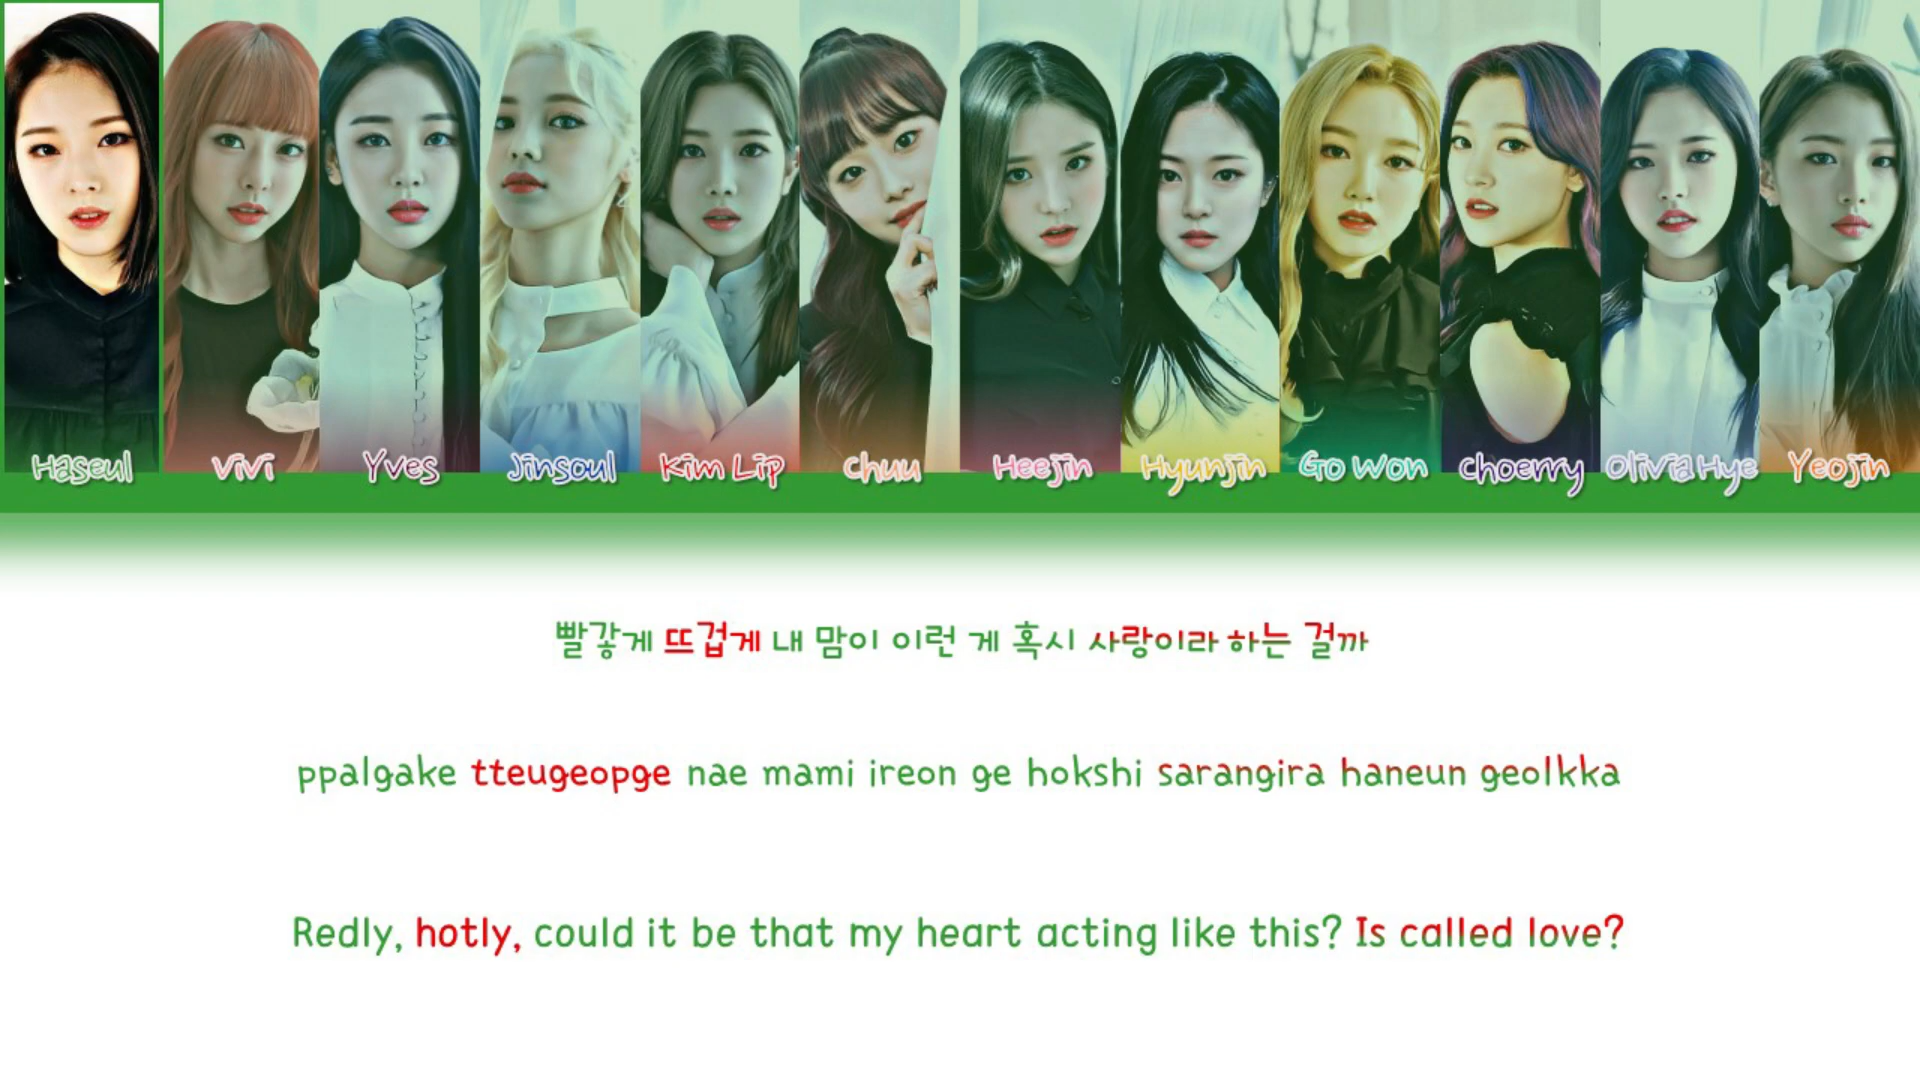 Haseul ViVi Yves Jinsoul Kim Lip Chuu Heejin Hyunjin Go Won Choerry Olivia Hye Yeojin
빨갛게 뜨겁게 내 맘이 이런 게 혹시 사랑이라 하는 걸까
ppalgake tteugeopge nae mami ireon ge hokshi sarangira haneun geolkka
Redly, hotly, could it be that my heart acting like this? Is called love?